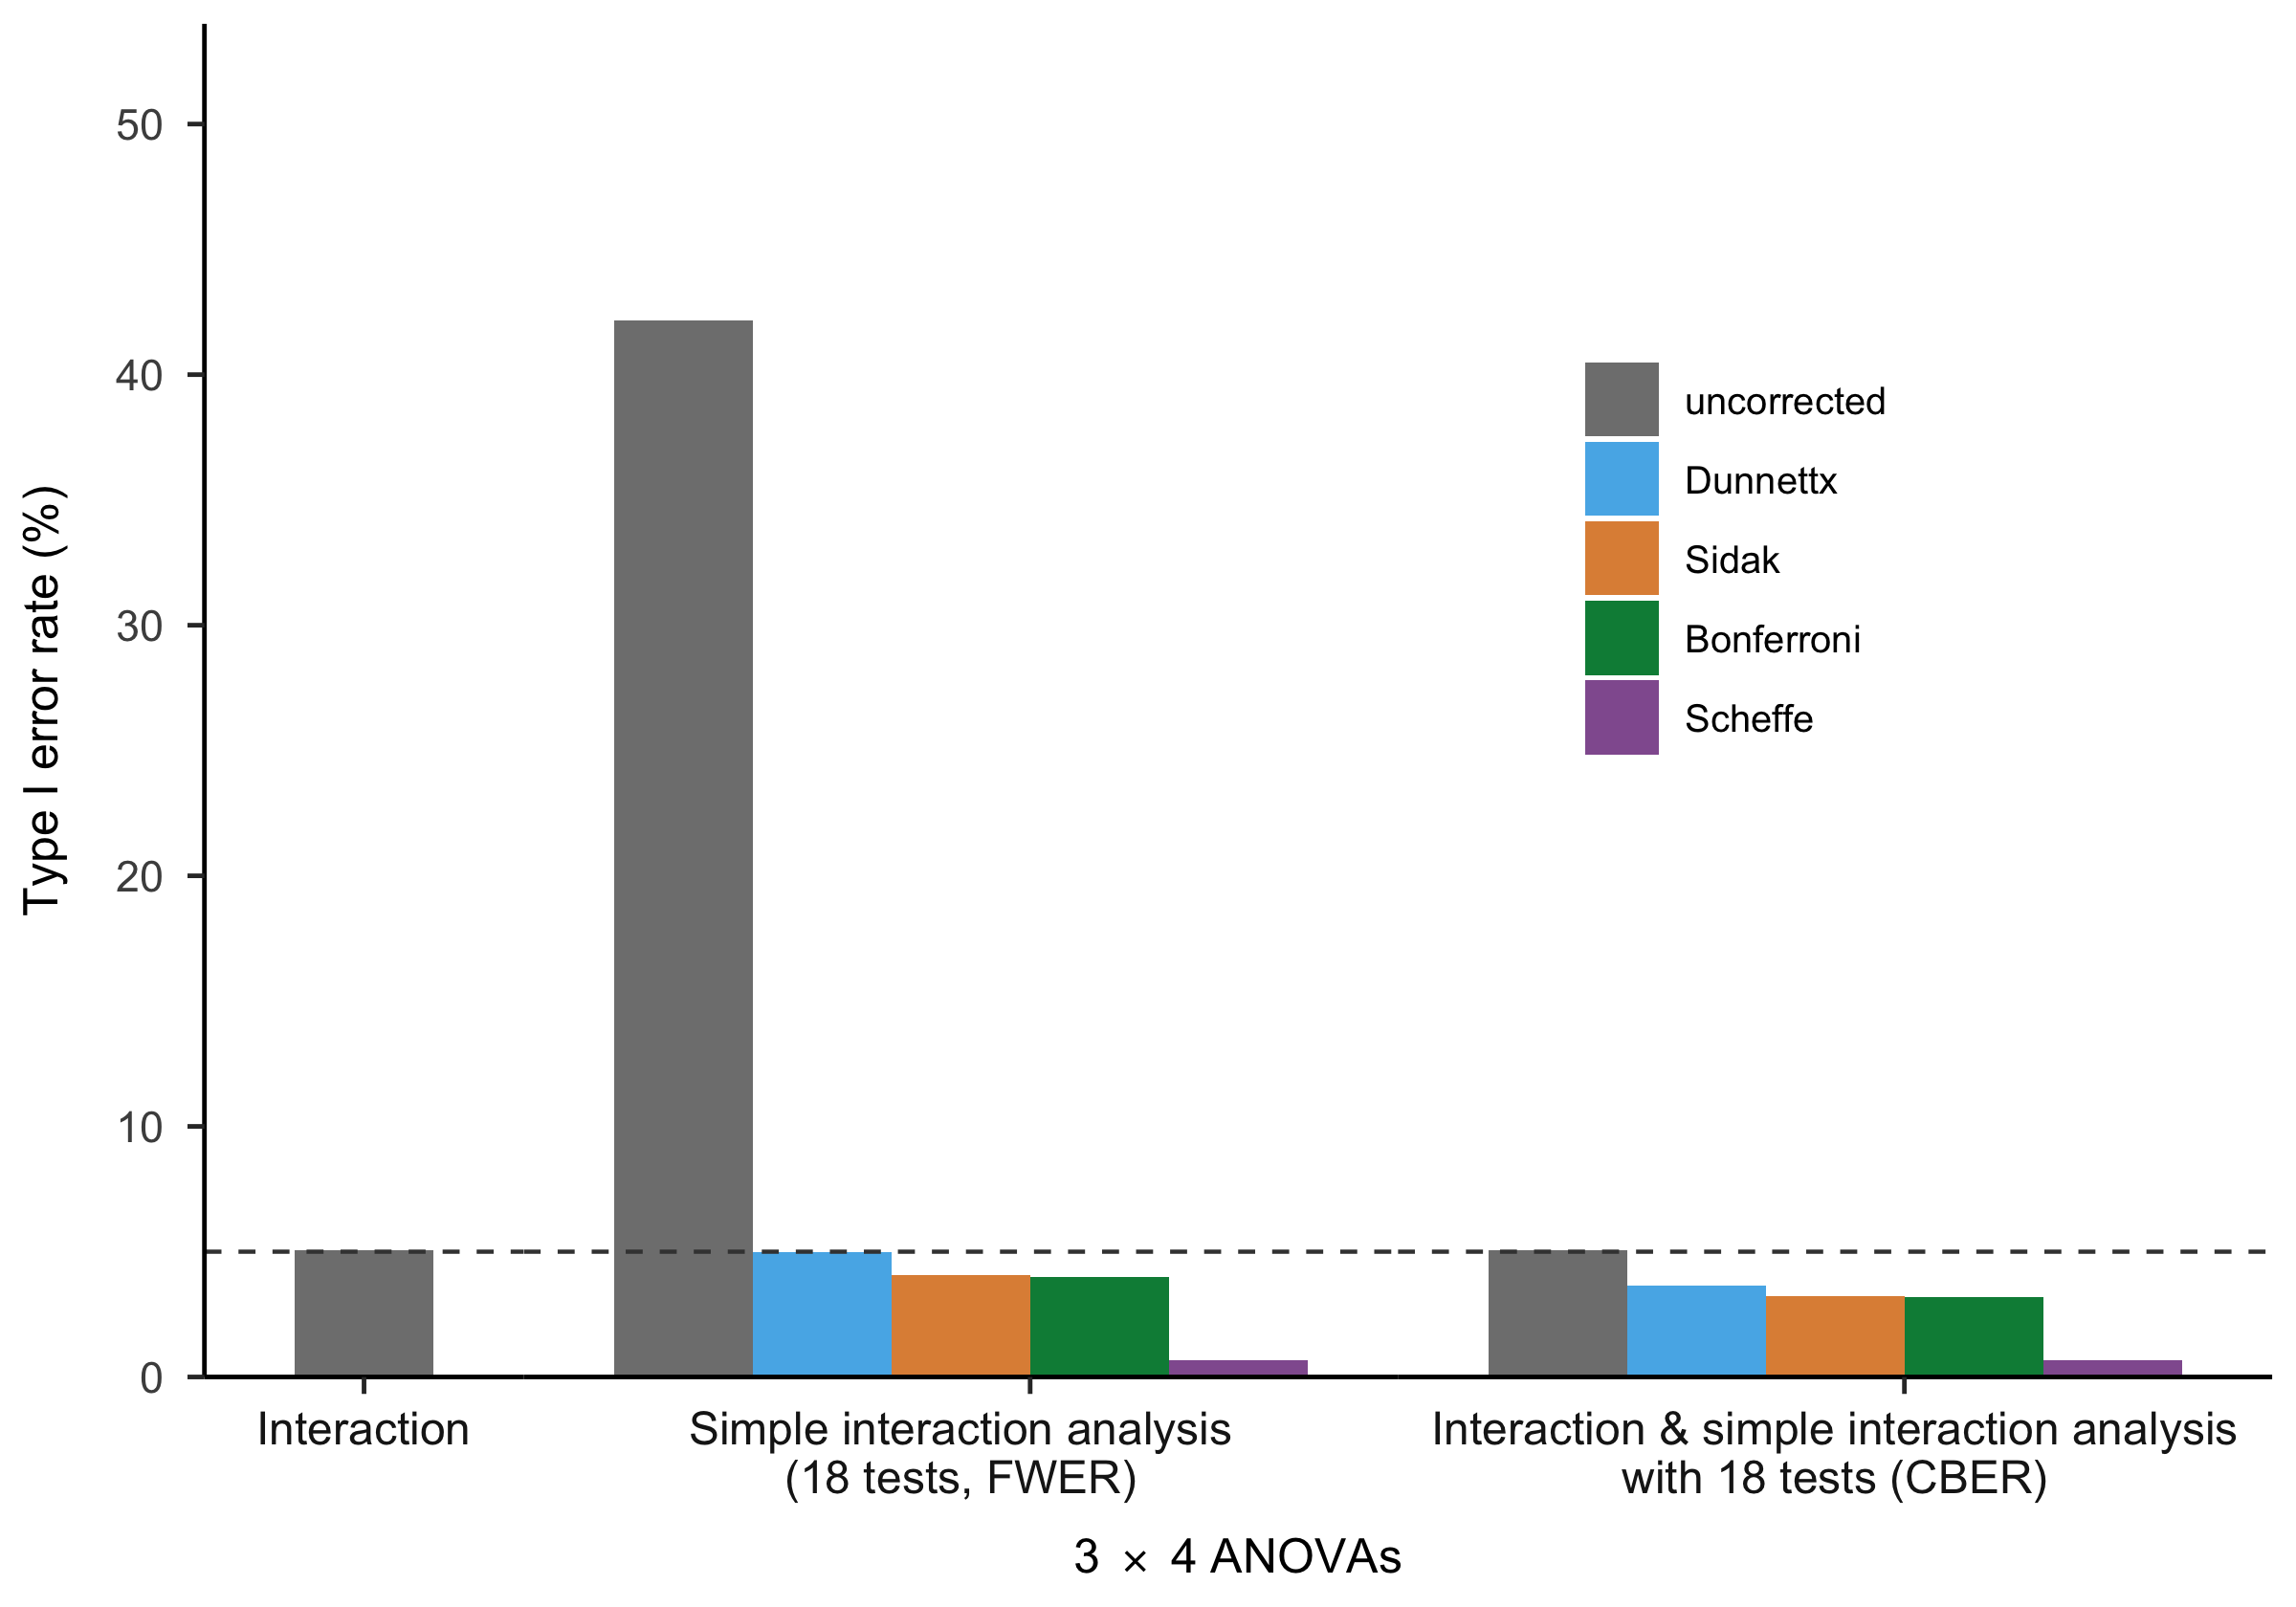 Type I error rate (%)
50
40
30
20
10
0
uncorrected
Dunnettx
Sidak
Bonferroni
Scheffe
Interaction
Simple interaction analysis
(18 tests, FWER)
Interaction & simple interaction analysis
with 18 tests (CBER)
3 × 4 ANOVAs